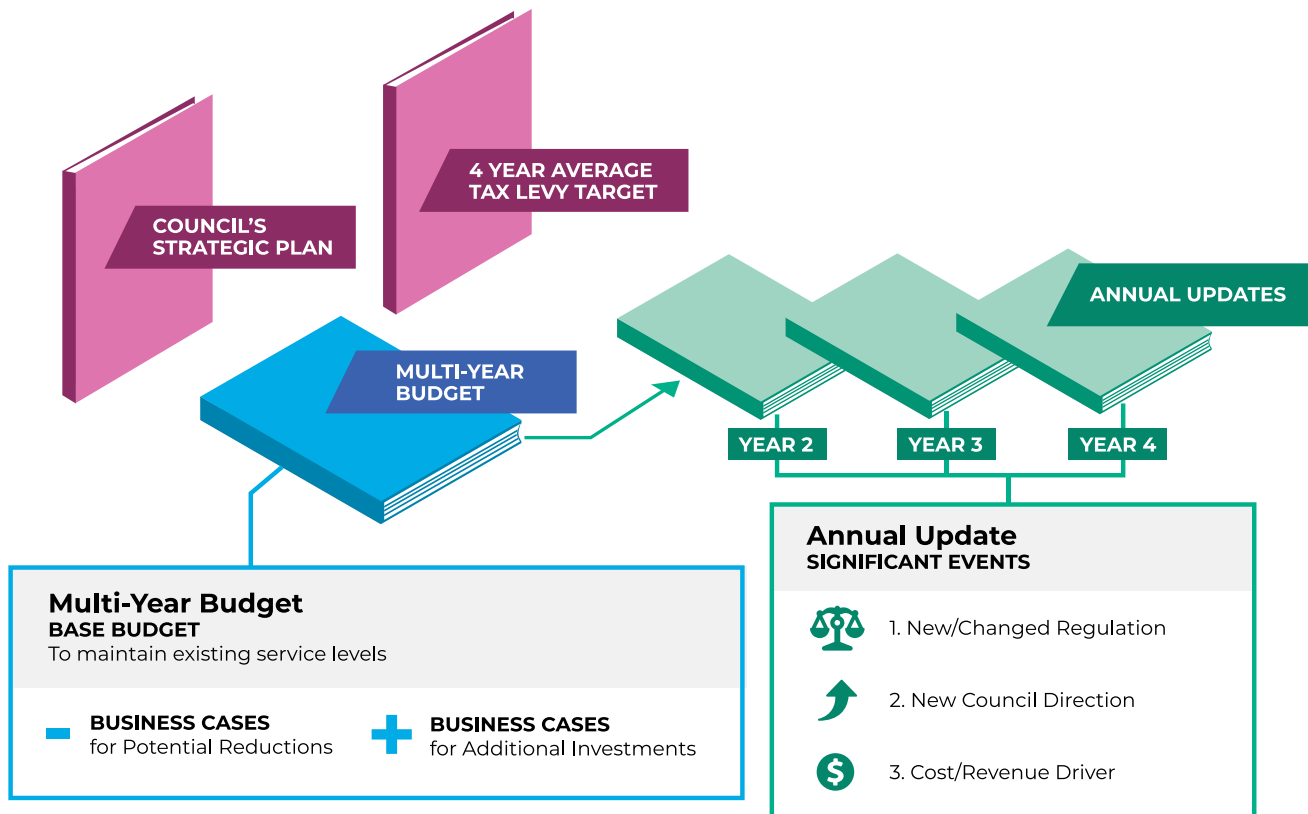 COUNCIL'S
STRATEGIC PLAN
4 YEAR AVERAGE
TAX LEVY TARGET
MULTI-YEAR
BUDGET
ANNUAL UPDATES
YEAR 2
YEAR 3
YEAR 4
Multi-Year Budget
BASE BUDGET
To maintain existing service levels
- BUSINESS CASES
for Potential Reductions
+ BUSINESS CASES
for Additional Investments
Annual Update
SIGNIFICANT EVENTS
1. New/Changed Regulation
2. New Council Direction
$ 3. Cost/Revenue Driver